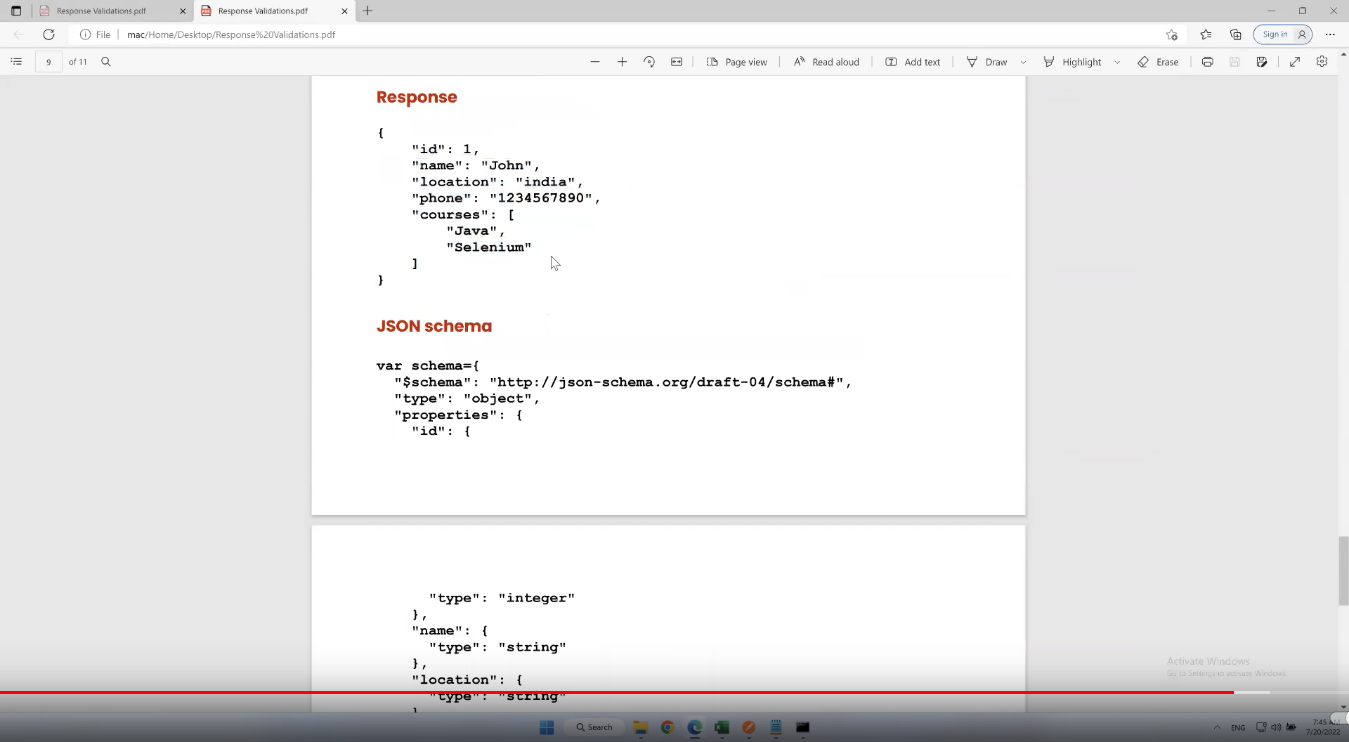 Response Validations.pdf
Response Validations.pdf
File mac/Home/Desktop/Response%20Validations.pdf
Sign in
9 of 11
Page view
Read aloud
Add text
Draw
Highlight
Erase
Response
{
"id": 1,
"name": "John",
"location": "india",
"phone": "1234567890",
"courses": [
"Java",
"Selenium"
]
}
JSON schema
var schema={
"$schema": "http://json-schema.org/draft-04/schema#",
"type": "object",
"properties": {
"id": {
"type": "integer"
},
"name": {
"type": "string"
},
"location": {
"type": "string"
Activate Windows
Go to Settings to activate Windows.
Search
ENG
7:45 AM
7/20/2022